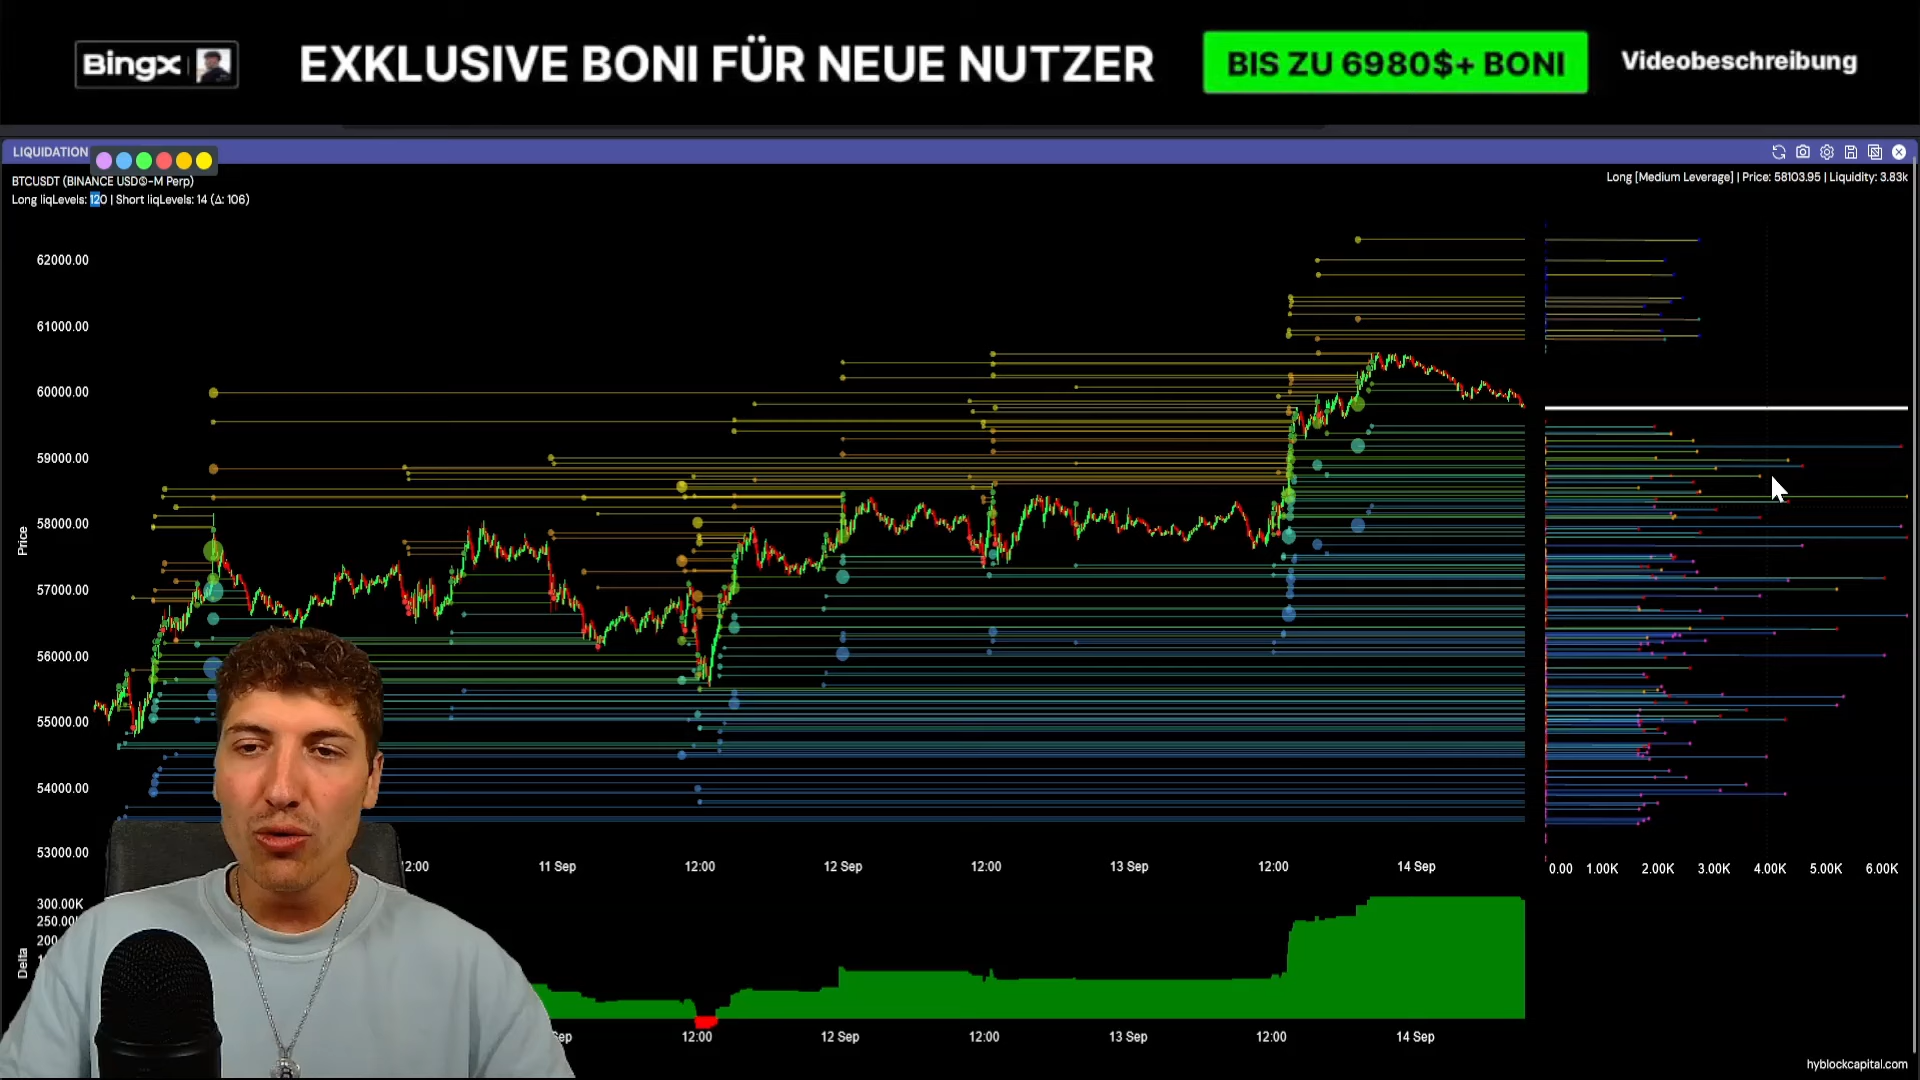 Bingx
EXKLUSIVE BONI FÜR NEUE NUTZER
BIS ZU 6980$+ BONI
Videobeschreibung
LIQUIDATION
BTCUSDT (BINANCE USDⓈ-M Perp)
Long liqLevels: 120 | Short liqLevels: 14 (Δ: 106)
Long [Medium Leverage] | Price: 58103.95 | Liquidity: 3.83k
62000.00
61000.00
60000.00
59000.00
58000.00
57000.00
56000.00
55000.00
54000.00
53000.00
Price
12:00
11 Sep
12:00
12 Sep
12:00
13 Sep
12:00
14 Sep
0.00
1.00K
2.00K
3.00K
4.00K
5.00K
6.00K
300.00K
250.0
200
Delta
Sep
12:00
12 Sep
12:00
13 Sep
12:00
14 Sep
hyblockcapital.com